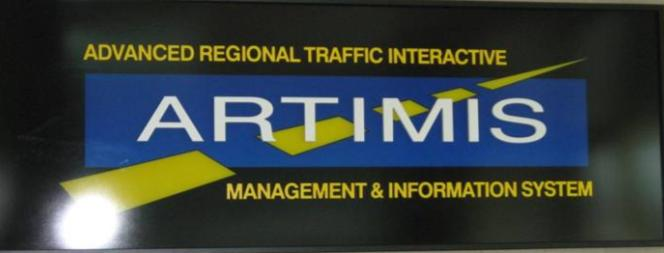 ADVANCED REGIONAL TRAFFIC INTERACTIVE
ARTIMIS
MANAGEMENT & INFORMATION SYSTEM